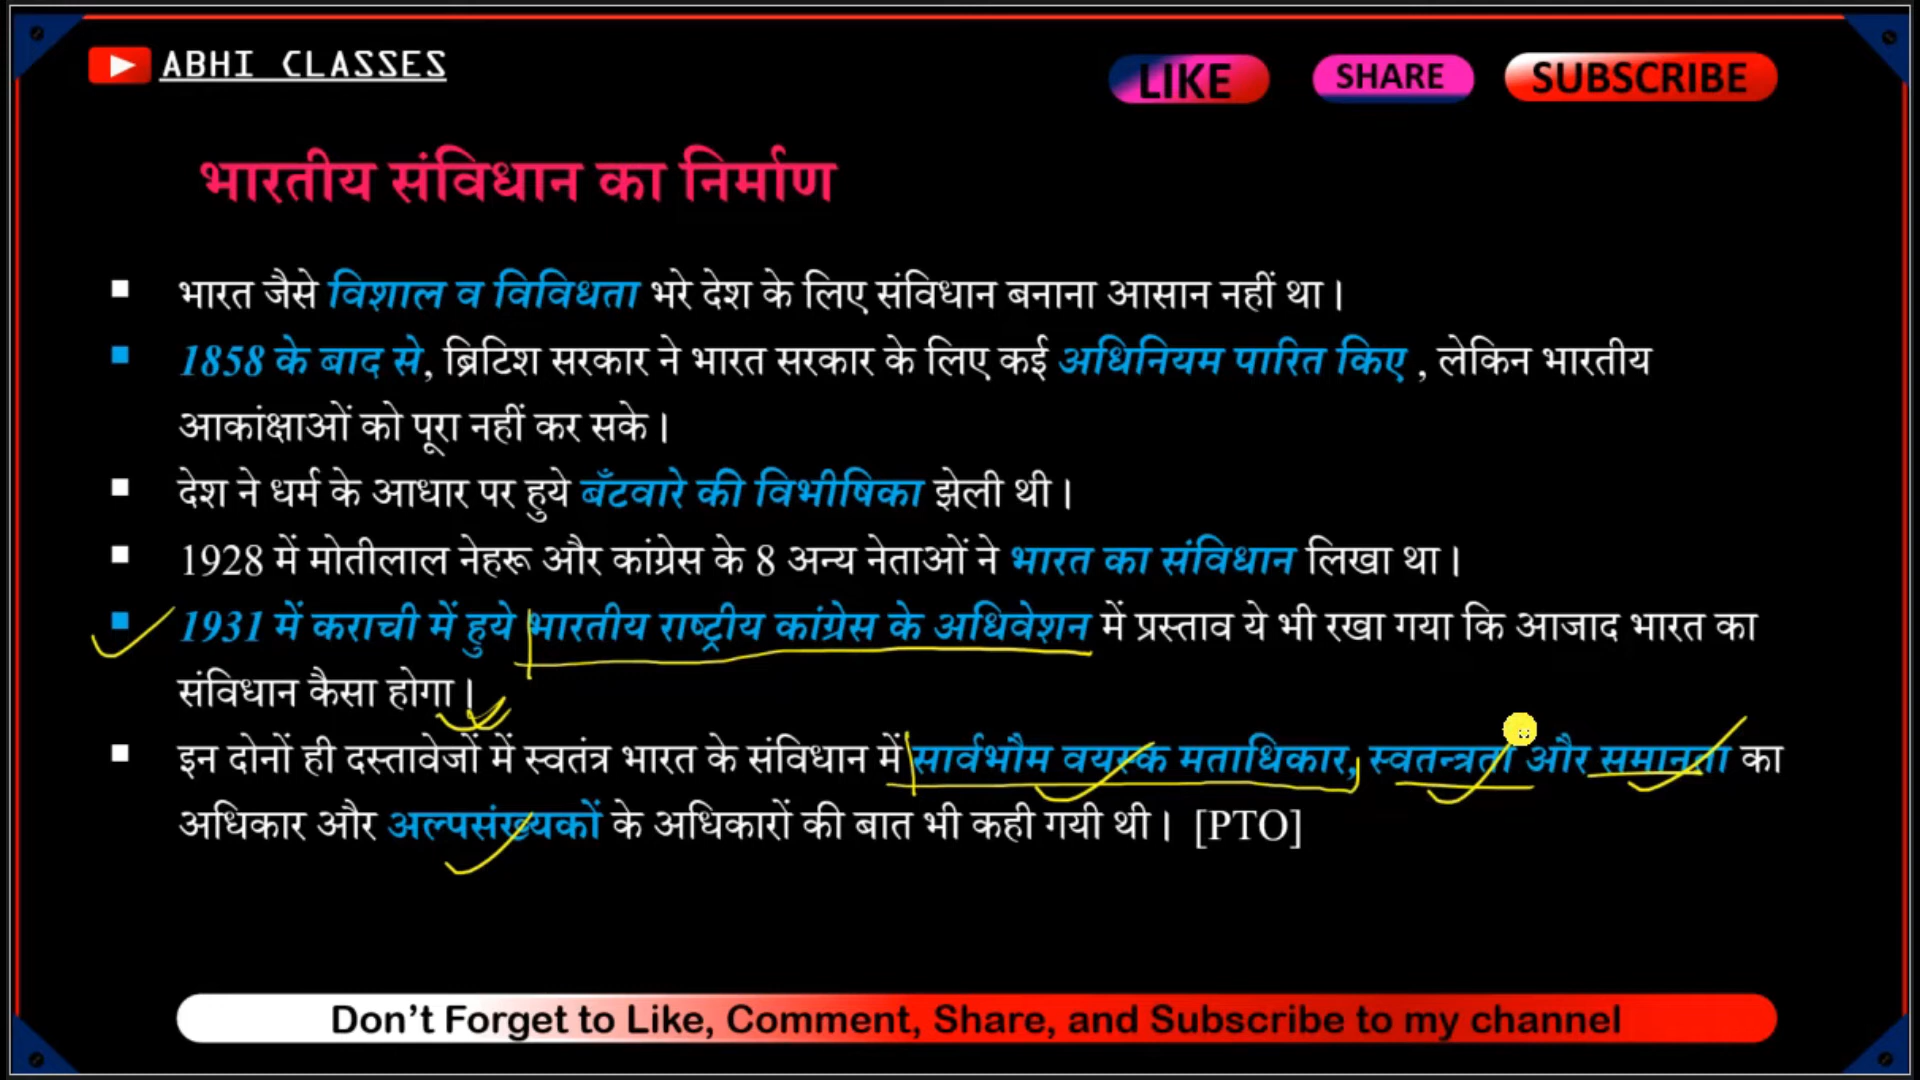 ABHI CLASSES
LIKE SHARE SUBSCRIBE
भारतीय संविधान का निर्माण
भारत जैसे विशाल व विविधता भरे देश के लिए संविधान बनाना आसान नहीं था।
1858 के बाद से, ब्रिटिश सरकार ने भारत सरकार के लिए कई अधिनियम पारित किए , लेकिन भारतीय
आकांक्षाओं को पूरा नहीं कर सके।
देश ने धर्म के आधार पर हुये बँटवारे की विभीषिका झेली थी।
1928 में मोतीलाल नेहरू और कांग्रेस के 8 अन्य नेताओं ने भारत का संविधान लिखा था।
1931 में कराची में हुये भारतीय राष्ट्रीय कांग्रेस के अधिवेशन में प्रस्ताव ये भी रखा गया कि आजाद भारत का
संविधान कैसा होगा।
इन दोनों ही दस्तावेजों में स्वतंत्र भारत के संविधान में सार्वभौम वयस्क मताधिकार, स्वतन्त्रता और समानता का
अधिकार और अल्पसंख्यकों के अधिकारों की बात भी कही गयी थी। [PTO]
Don’t Forget to Like, Comment, Share, and Subscribe to my channel